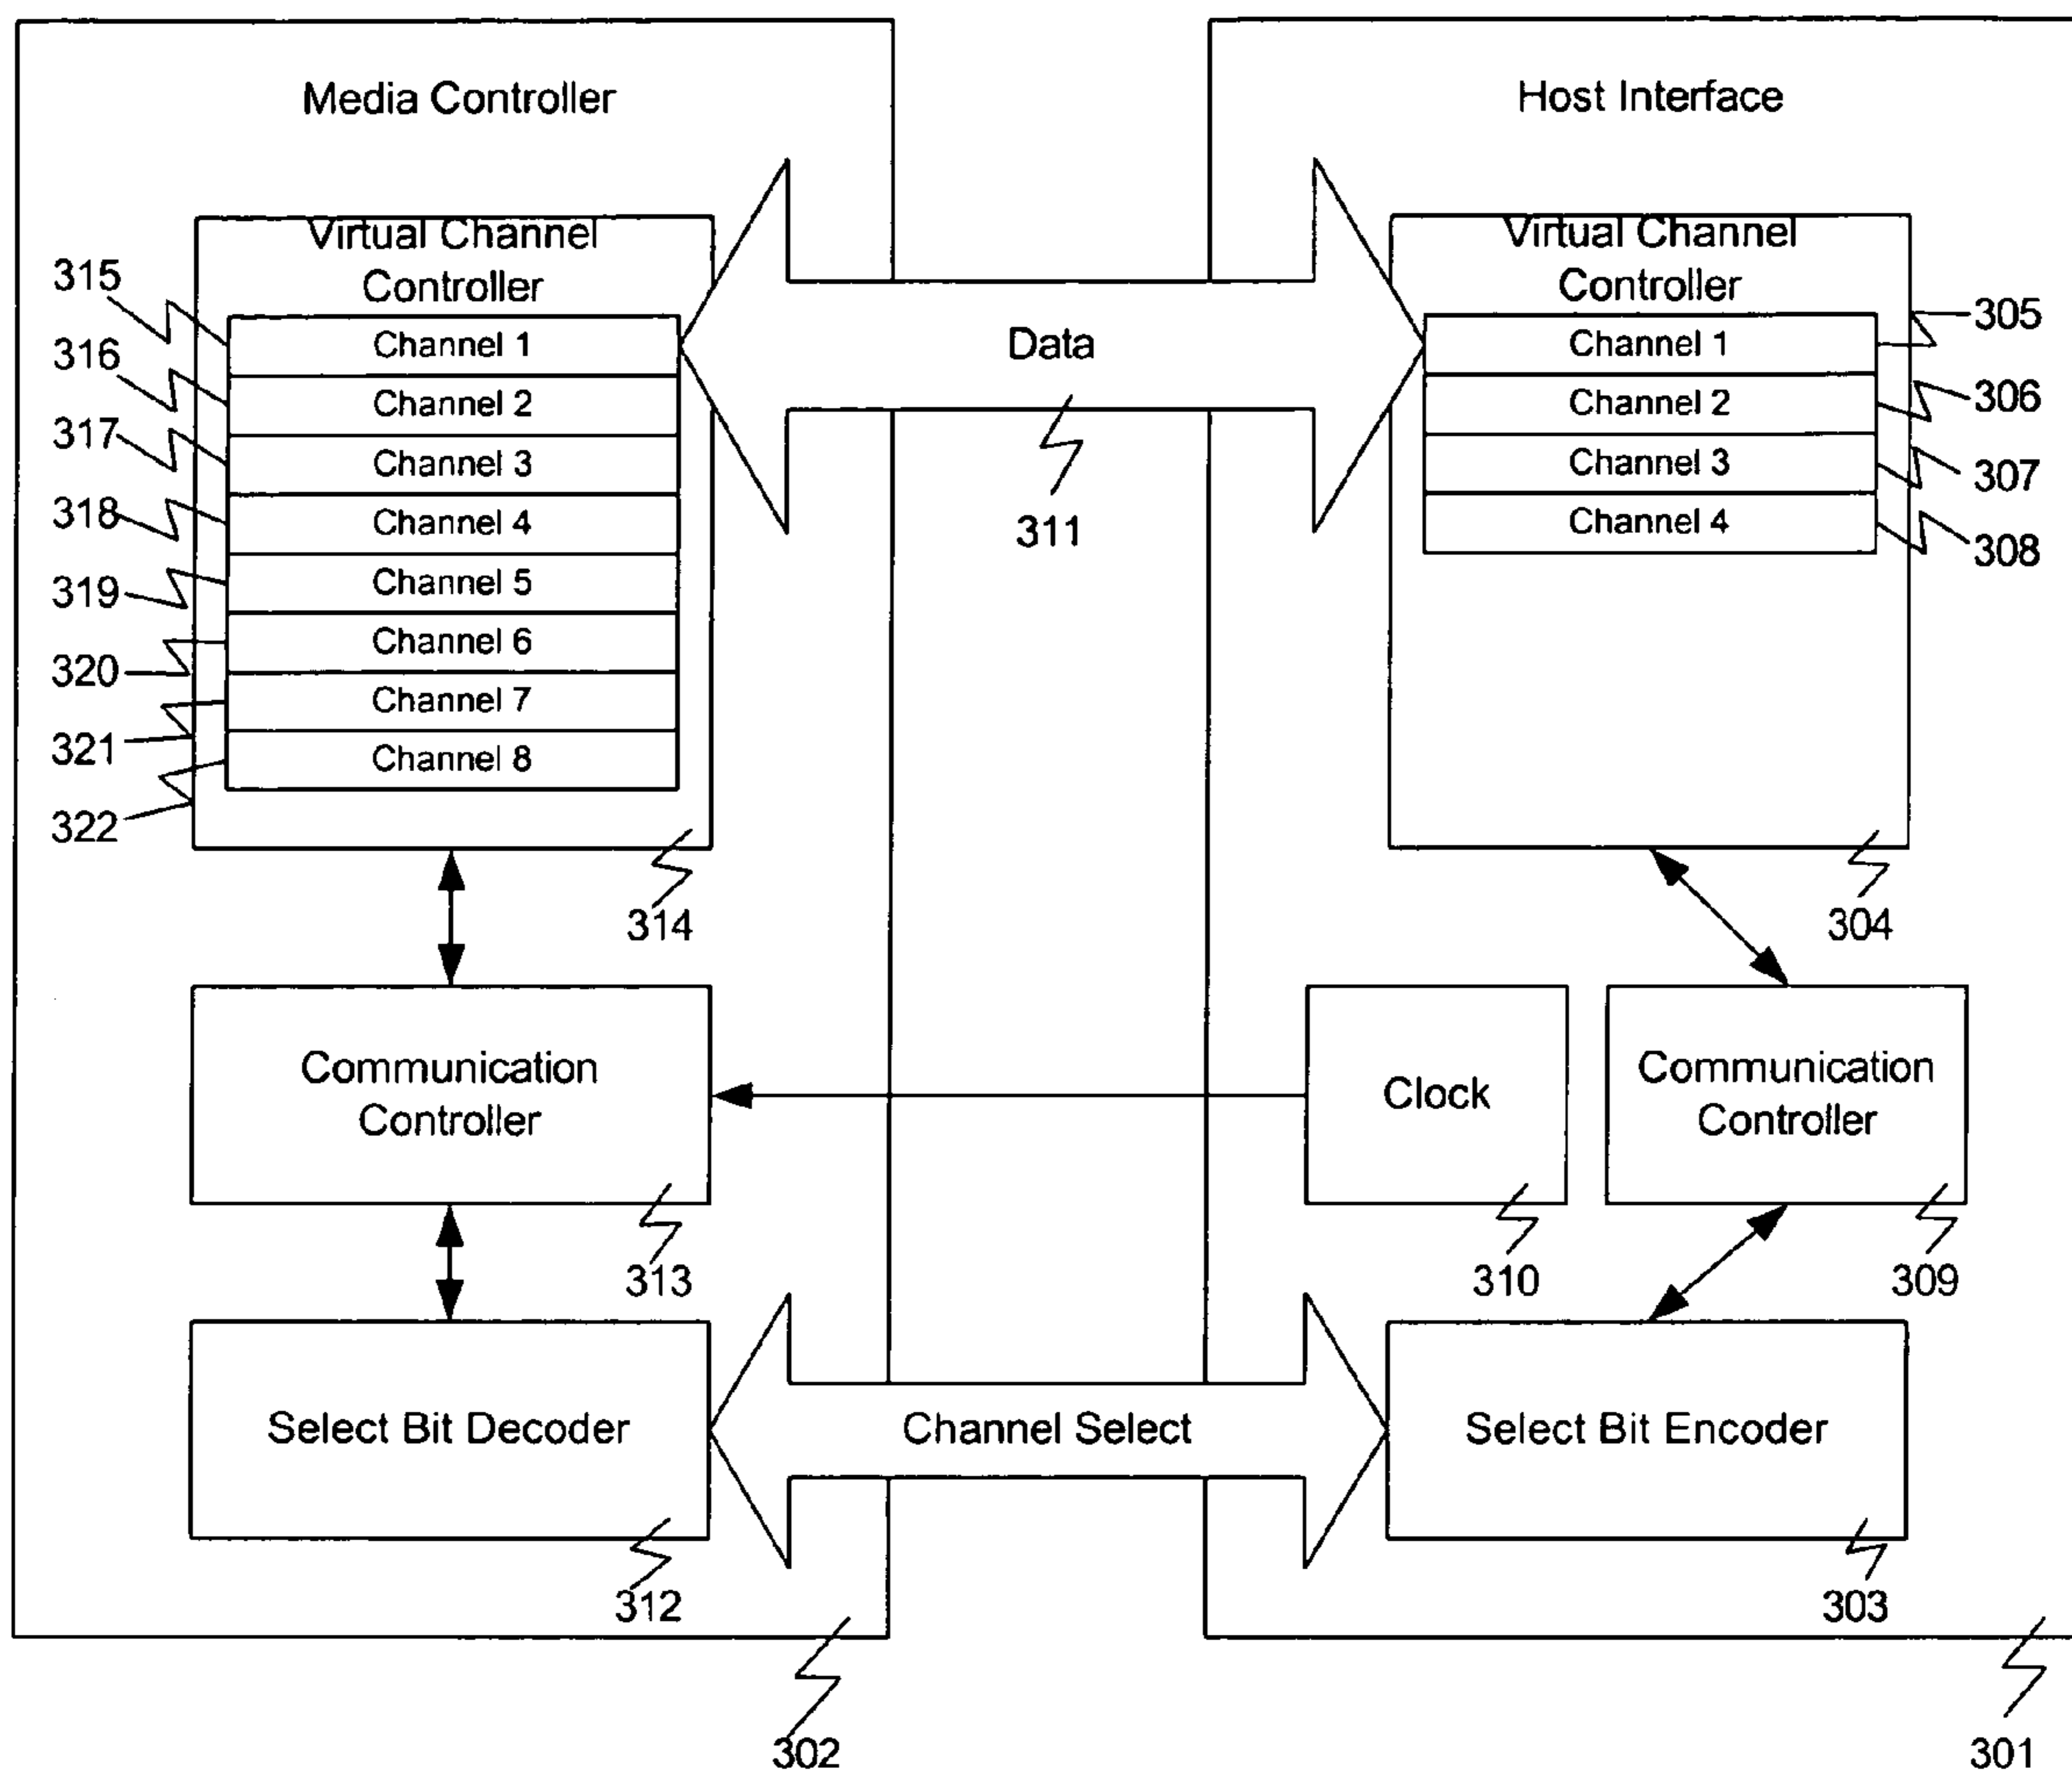 Media Controller
Host Interface
Virtual Channel
Controller
315
Channel 1
316
Channel 2
317
Channel 3
318
Channel 4
319
Channel 5
320
Channel 6
321
Channel 7
322
Channel 8
314
Data
311
Virtual Channel
Controller
Channel 1
305
Channel 2
306
Channel 3
307
Channel 4
308
304
Communication
Controller
313
Clock
310
Communication
Controller
309
Select Bit Decoder
312
Channel Select
Select Bit Encoder
303
302
301